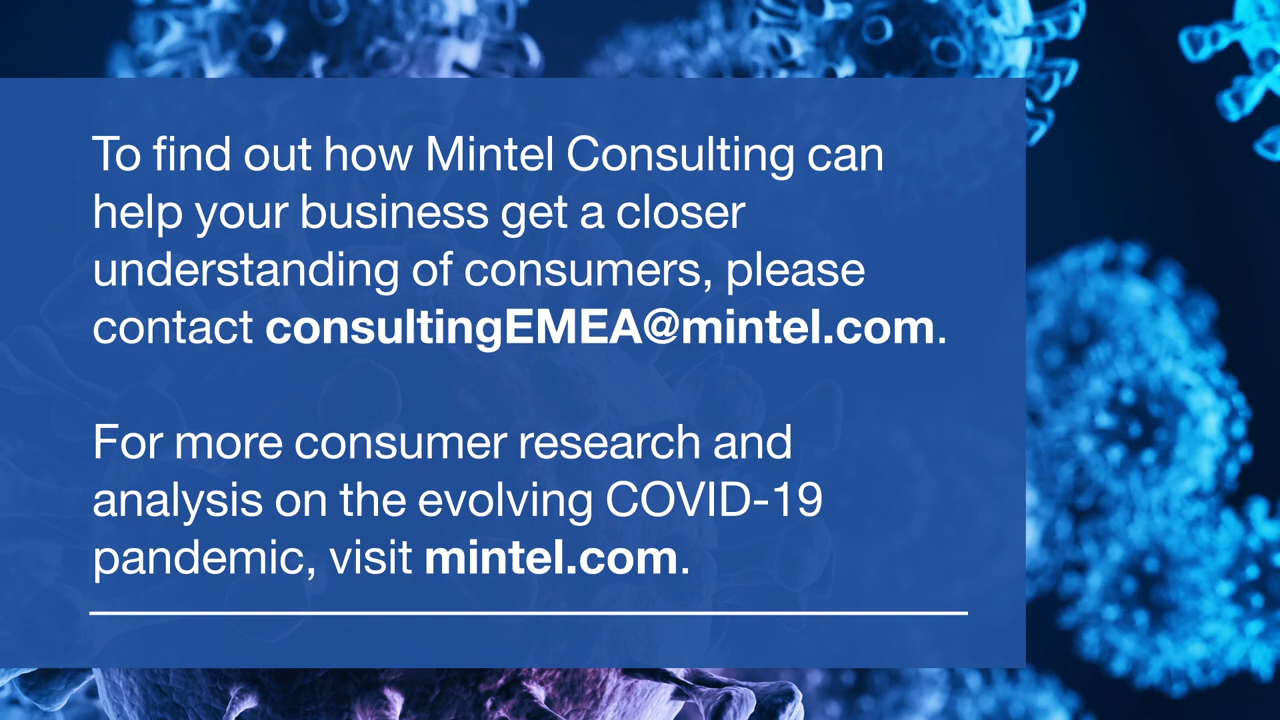 To find out how Mintel Consulting can
help your business get a closer
understanding of consumers, please
contact consultingEMEA@mintel.com.
For more consumer research and
analysis on the evolving COVID-19
pandemic, visit mintel.com.